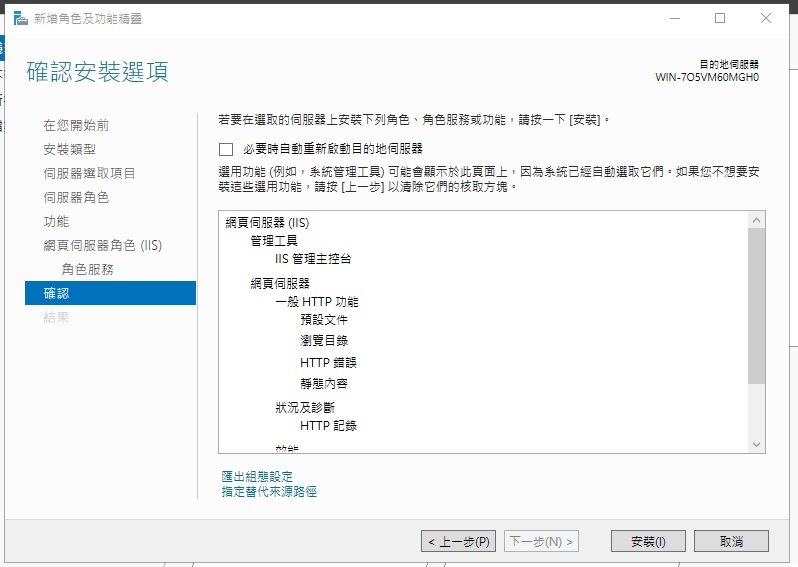 新增角色及功能精靈
確認安裝選項
目的地伺服器
WIN-7O5VM60MGH0
在您開始前
安裝類型
伺服器選取項目
伺服器角色
功能
網頁伺服器角色 (IIS)
角色服務
確認
結果
若要在選取的伺服器上安裝下列角色、角色服務或功能，請按一下 [安裝]。
必要時自動重新啟動目的地伺服器
選用功能 (例如，系統管理工具) 可能會顯示於此頁面上，因為系統已經自動選取它們。如果您不想要安
裝這些選用功能，請按 [上一步] 以清除它們的核取方塊。
網頁伺服器 (IIS)
管理工具
IIS 管理主控台
網頁伺服器
一般 HTTP 功能
預設文件
瀏覽目錄
HTTP 錯誤
靜態內容
狀況及診斷
HTTP 記錄
匯出組態設定
指定替代來源路徑
< 上一步(P)
下一步(N) >
安裝(I)
取消